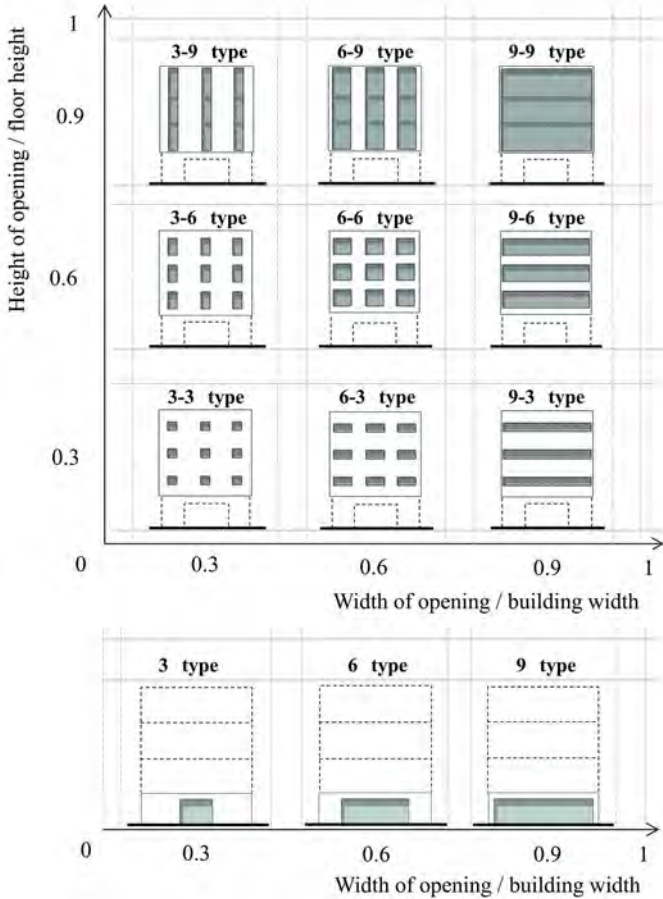 1
3-9 type 6-9 type 9-9 type
0.9
Height of opening / floor height
3-6 type 6-6 type 9-6 type
0.6
3-3 type 6-3 type 9-3 type
0.3
0 0.3 0.6 0.9 1
Width of opening / building width
3 type 6 type 9 type
0 0.3 0.6 0.9 1
Width of opening / building width